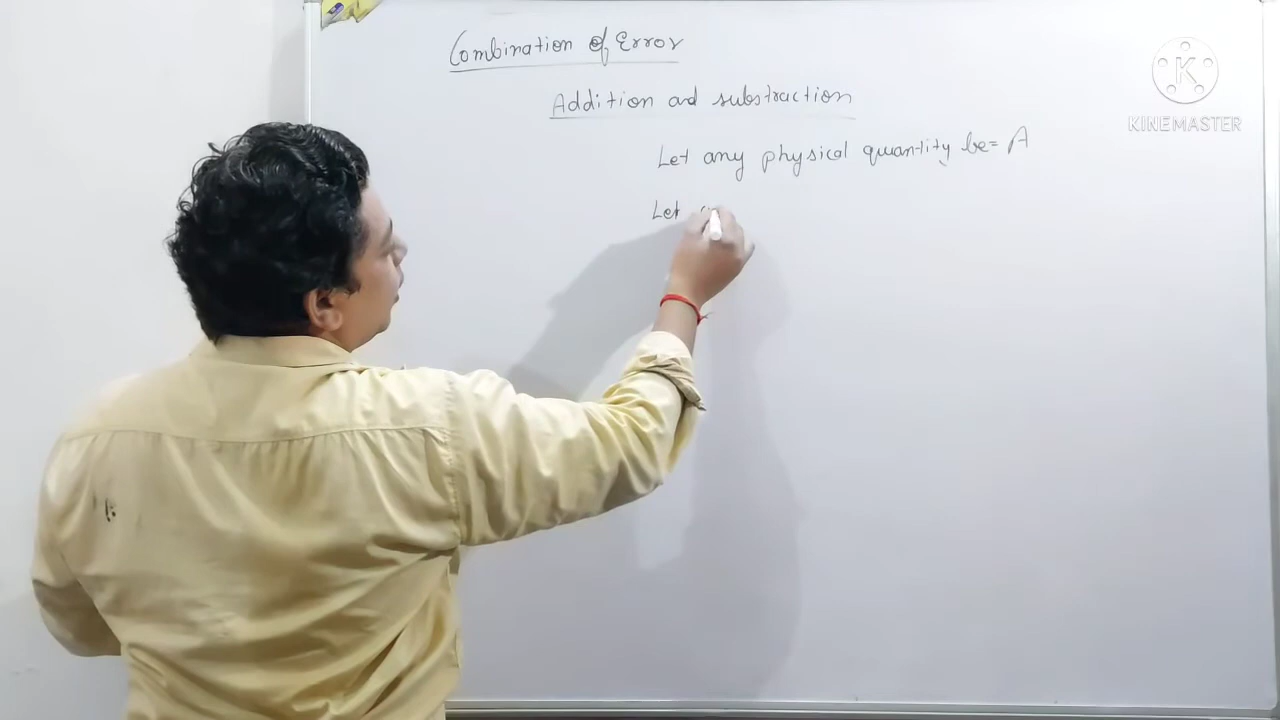 Combination of Error
Addition and substraction
Let any physical quantity be = A
Let
KINEMASTER